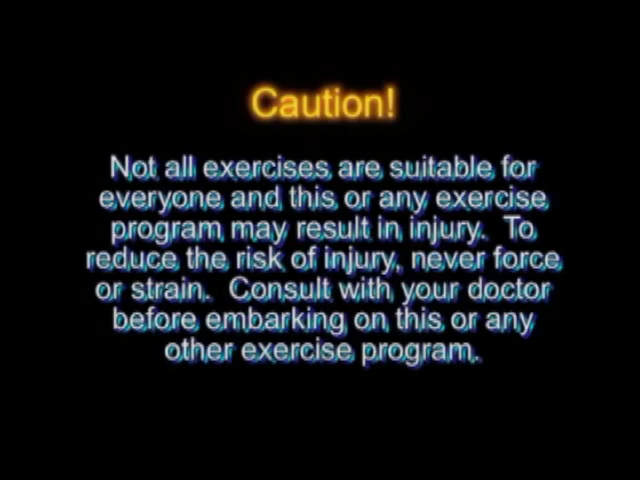 Caution!
Not all exercises are suitable for
everyone and this or any exercise
program may result in injury.  To
reduce the risk of injury, never force
or strain.  Consult with your doctor
before embarking on this or any
other exercise program.